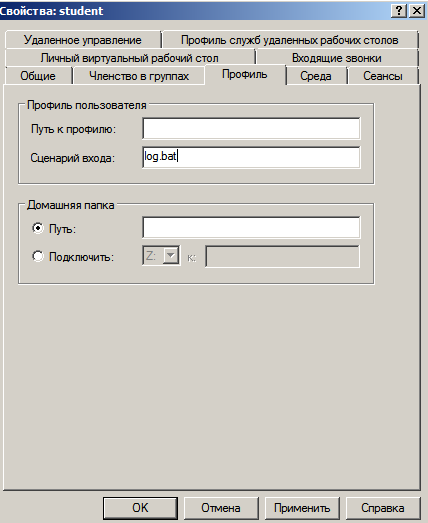 Свойства: student
Удаленное управление
Профиль служб удаленных рабочих столов
Личный виртуальный рабочий стол
Входящие звонки
Общие
Членство в группах
Профиль
Среда
Сеансы
Профиль пользователя
Путь к профилю:
Сценарий входа: log.bat
Домашняя папка
Путь:
Подключить: Z: к:
OK
Отмена
Применить
Справка